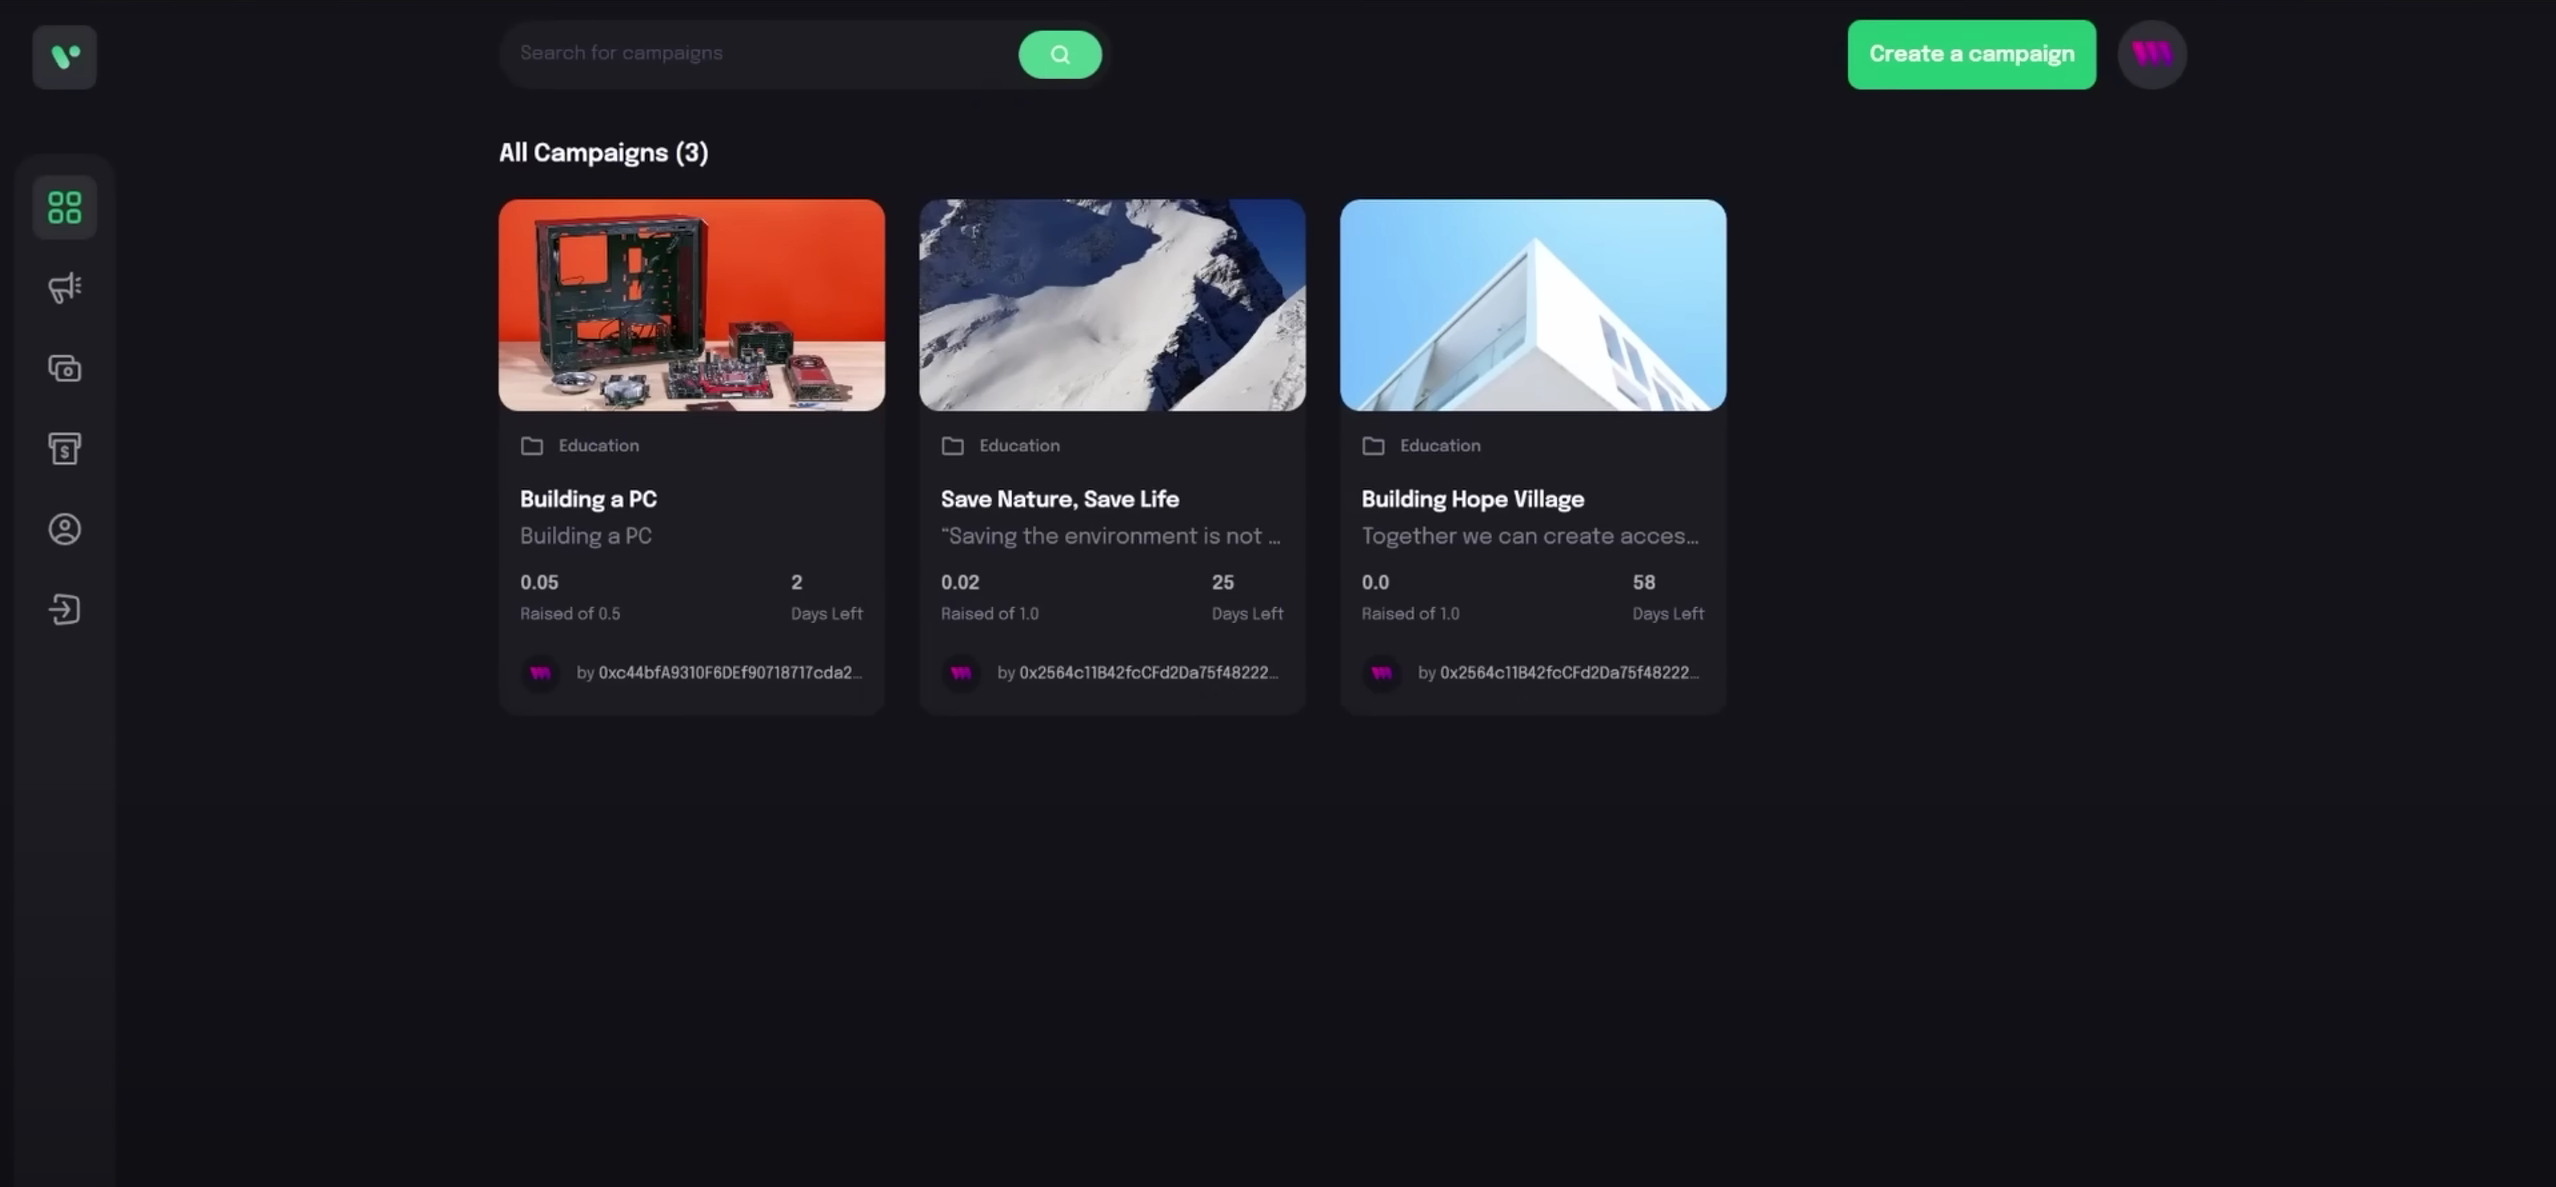 Search for campaigns
Create a campaign
All Campaigns (3)
Education
Building a PC
Building a PC
0.05
2
Raised of 0.5
Days Left
by 0xc44bfA9310F6DEf90718717cda2...
Education
Save Nature, Save Life
“Saving the environment is not ...
0.02
25
Raised of 1.0
Days Left
by 0x2564c11B42fcCFd2Da75f48222...
Education
Building Hope Village
Together we can create acces...
0.0
58
Raised of 1.0
Days Left
by 0x2564c11B42fcCFd2Da75f48222...